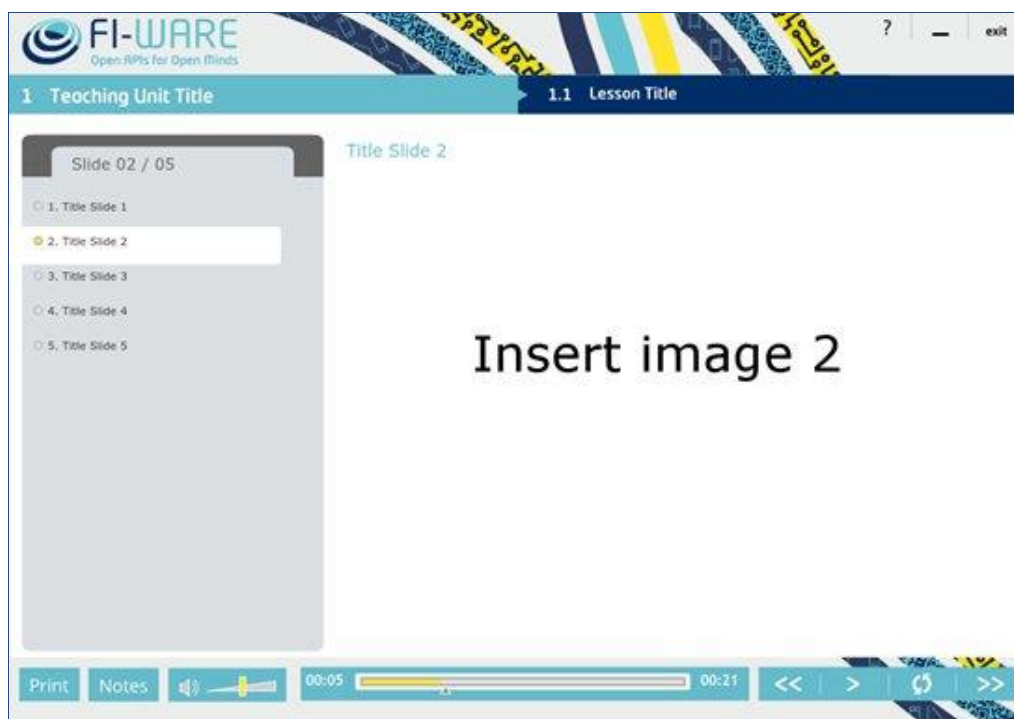 FI-WARE
Open APIs for Open Minds
? exit
1 Teoching Unit Title
1.1 Lesson Title
Slide 02 / 05
Title Slide 2
1. Title Slide 1
2. Title Slide 2
3. Title Slide 3
4. Title Slide 4
5. Title Slide 5
Insert image 2
Print
Notes
00:05
00:21
<< > >>